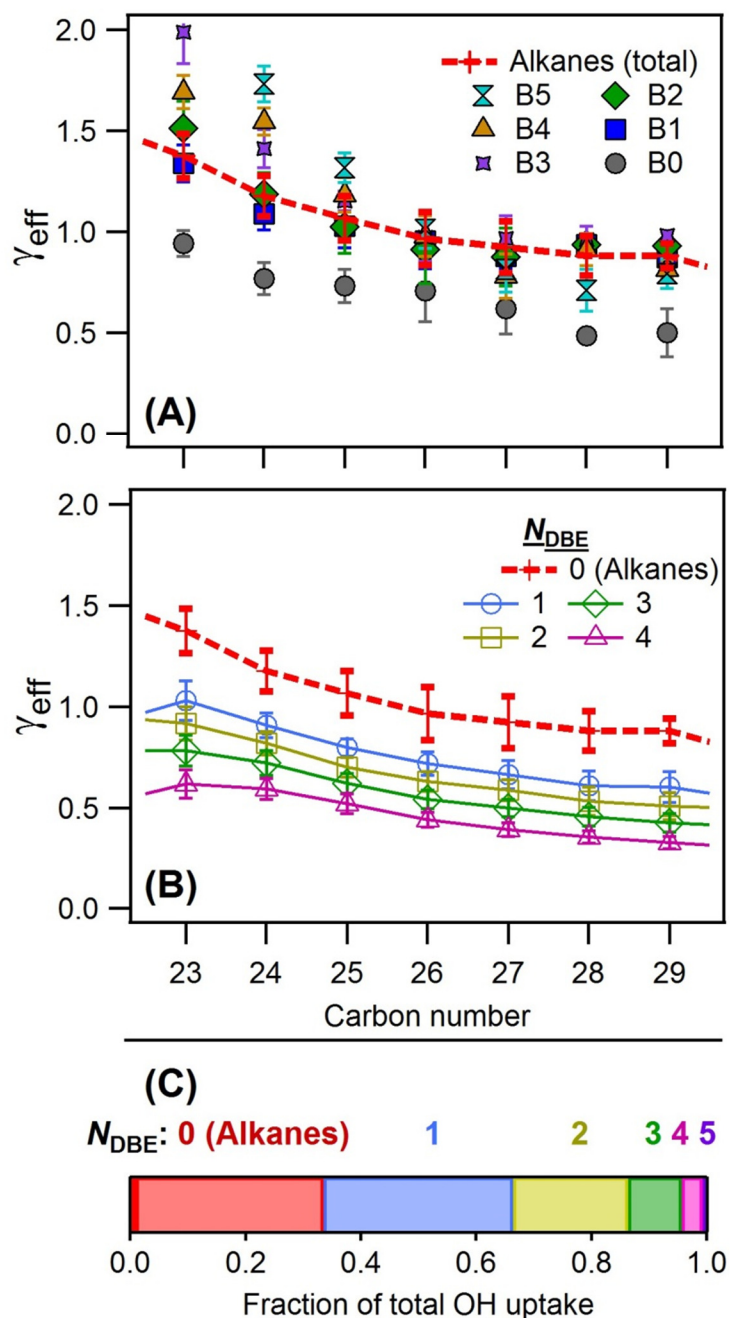 2.0
1.5
1.0
0.5
0.0
γeff
Alkanes (total)
B5 B2
B4 B1
B3 B0
(A)
2.0
1.5
1.0
0.5
0.0
γeff
NDBE
0 (Alkanes)
1 3
2 4
(B)
23 24 25 26 27 28 29
Carbon number
(C)
NDBE: 0 (Alkanes) 1 2 3 4 5
0.0 0.2 0.4 0.6 0.8 1.0
Fraction of total OH uptake